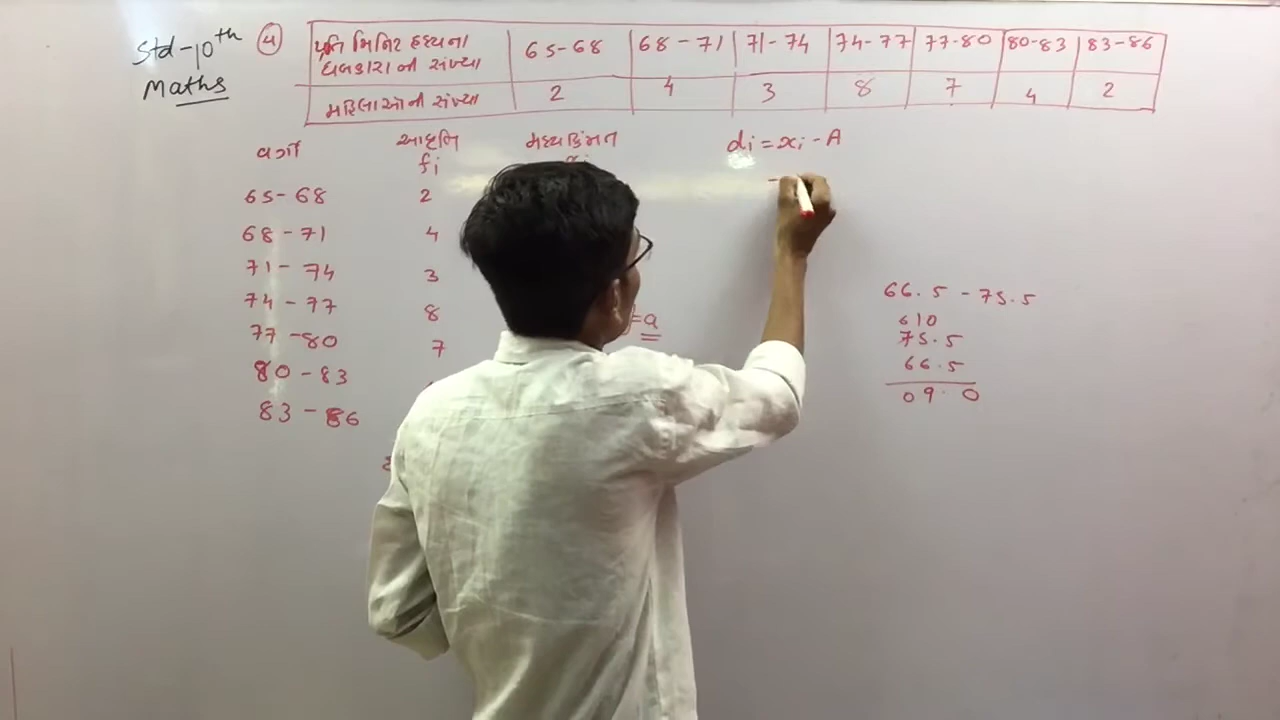 Std-10th
Maths
૫
પ્રતિ મિનિટ હૃદયના ધબકારાની સંખ્યા 65-68 68-71 71-74 74-77 77-80 80-83 83-86
મહિલાઓની સંખ્યા 2 4 3 8 7 4 2
વર્ગ આવૃત્તિ fi મધ્યકિંમત di = xi - A
65-68 2
68-71 4
71-74 3
74-77 8 =a
77-80 7
80-83
83-86
66.5 - 75.5
610
75.5
66.5
09.0